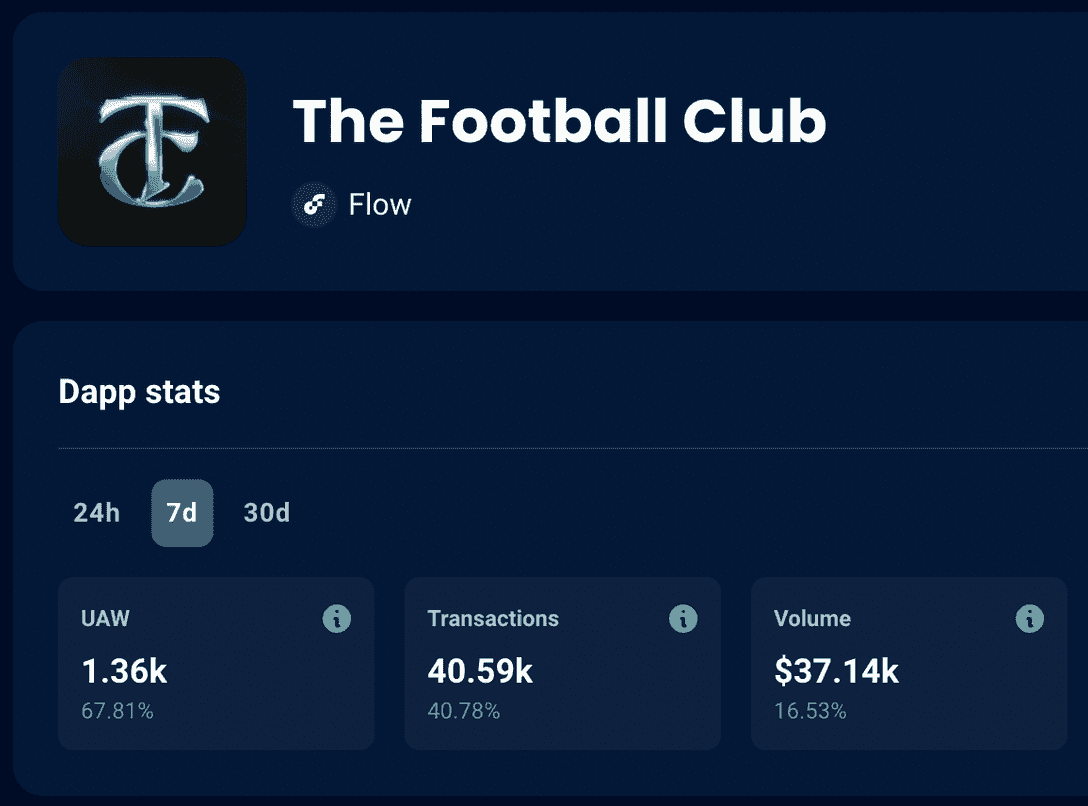 The Football Club
Flow
Dapp stats
24h 7d 30d
UAW Transactions Volume
1.36k 40.59k $37.14k
67.81% 40.78% 16.53%